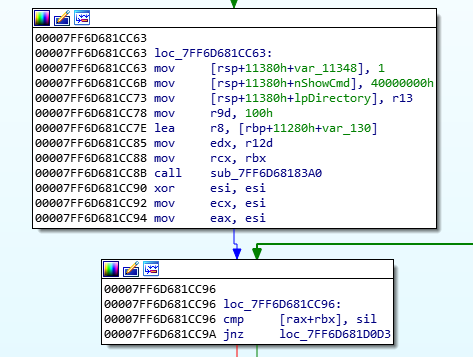 00007FF6D681CC63
00007FF6D681CC63 loc_7FF6D681CC63:
00007FF6D681CC63 mov [rsp+11380h+var_11348], 1
00007FF6D681CC6B mov [rsp+11380h+nShowCmd], 40000000h
00007FF6D681CC73 mov [rsp+11380h+lpDirectory], r13
00007FF6D681CC78 mov r9d, 100h
00007FF6D681CC7E lea r8, [rbp+11280h+var_130]
00007FF6D681CC85 mov edx, r12d
00007FF6D681CC88 mov rcx, rbx
00007FF6D681CC8B call sub_7FF6D68183A0
00007FF6D681CC90 xor esi, esi
00007FF6D681CC92 mov ecx, esi
00007FF6D681CC94 mov eax, esi
00007FF6D681CC96
00007FF6D681CC96 loc_7FF6D681CC96:
00007FF6D681CC96 cmp [rax+rbx], sil
00007FF6D681CC9A jnz loc_7FF6D681D0D3